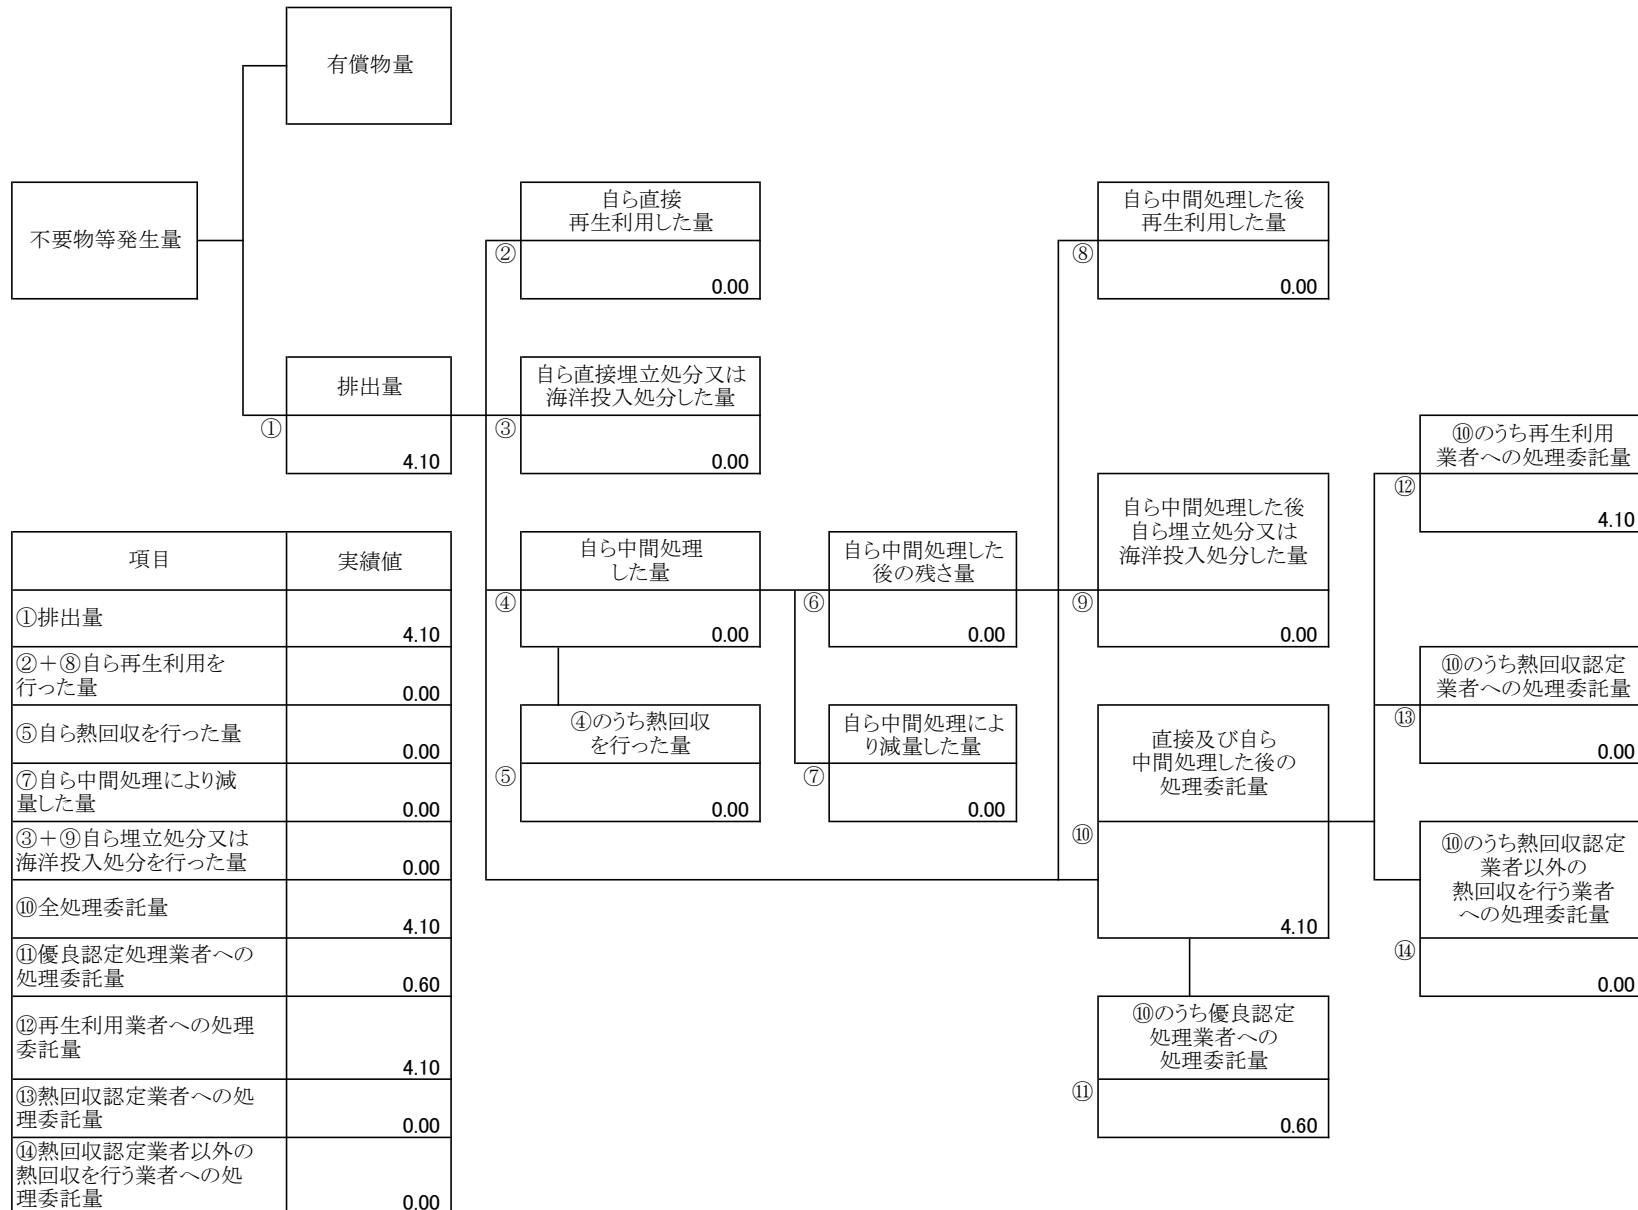 有償物量
不要物等発生量
排出量
①
4.10
自ら直接
再生利用した量
②
0.00
自ら直接埋立処分又は
海洋投入処分した量
③
0.00
自ら中間処理
した量
④
0.00
④のうち熱回収
を行った量
⑤
0.00
自ら中間処理した
後の残さ量
⑥
0.00
自ら中間処理によ
り減量した量
⑦
0.00
自ら中間処理した後
再生利用した量
⑧
0.00
自ら中間処理した後
自ら埋立処分又は
海洋投入処分した量
⑨
0.00
直接及び自ら
中間処理した後の
処理委託量
⑩
4.10
⑩のうち優良認定
処理業者への
処理委託量
⑪
0.60
⑩のうち再生利用
業者への処理委託量
⑫
4.10
⑩のうち熱回収認定
業者への処理委託量
⑬
0.00
⑩のうち熱回収認定
業者以外の
熱回収を行う業者
への処理委託量
⑭
0.00
項目 実績値
①排出量
4.10
②+⑧自ら再生利用を
行った量
0.00
⑤自ら熱回収を行った量
0.00
⑦自ら中間処理により減
量した量
0.00
③+⑨自ら埋立処分又は
海洋投入処分を行った量
0.00
⑩全処理委託量
4.10
⑪優良認定処理業者への
処理委託量
0.60
⑫再生利用業者への処理
委託量
4.10
⑬熱回収認定業者への処
理委託量
0.00
⑭熱回収認定業者以外の
熱回収を行う業者への処
理委託量
0.00